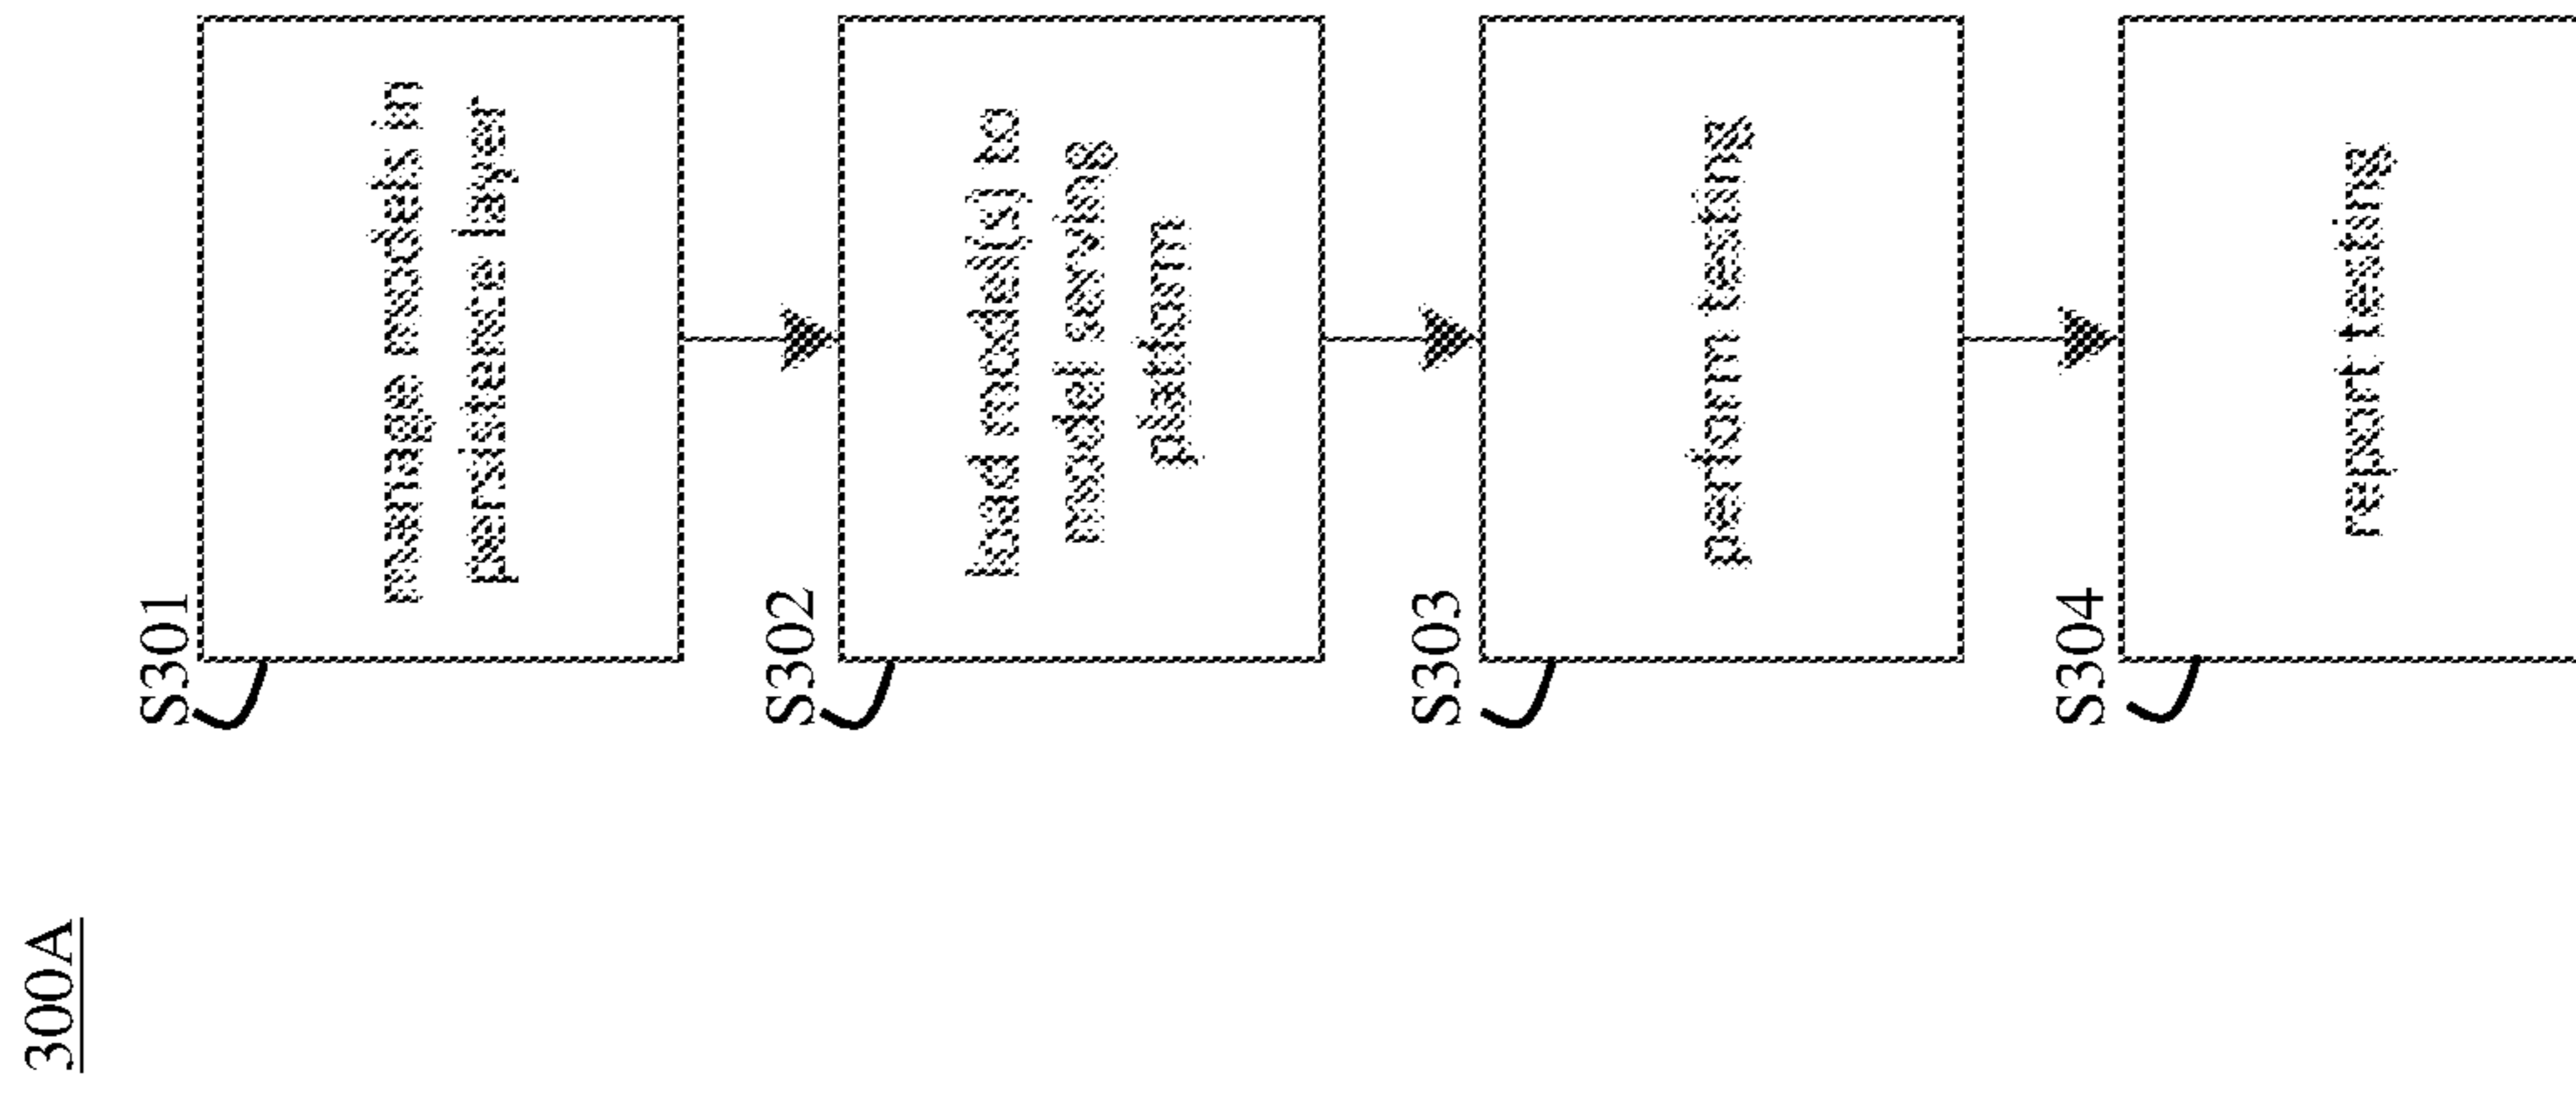 300A
S301
manage models in
persistance layer
S302
load model(s) to
model serving
platform
S303
perform testing
S304
report testing